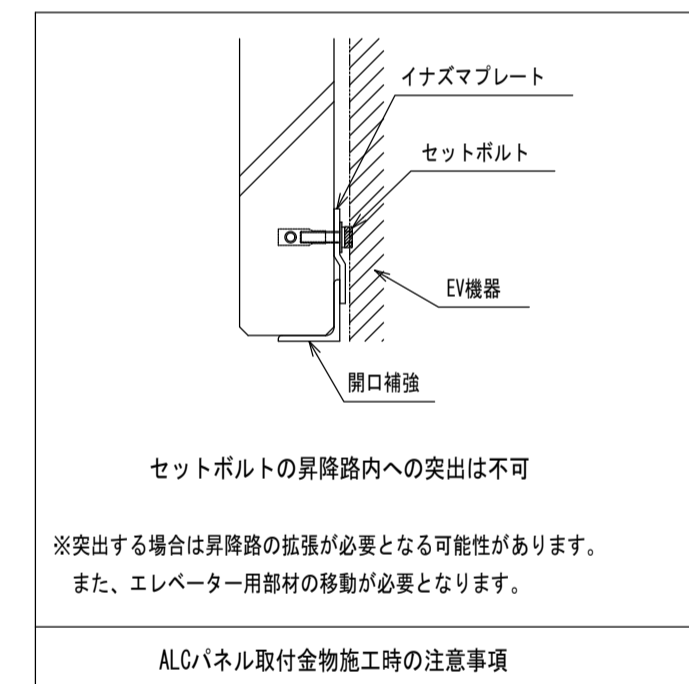 イナズマプレート
セットボルト
EV機器
開口補強
セットボルトの昇降路内への突出は不可
※突出する場合は昇降路の拡張が必要となる可能性があります。
また、エレベーター用部材の移動が必要となります。
ALCパネル取付金物施工時の注意事項